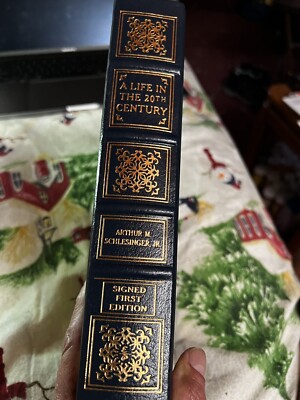 A LIFE IN
THE 20TH
CENTURY
ARTHUR M.
SCHLESINGER, JR.
SIGNED
FIRST
EDITION